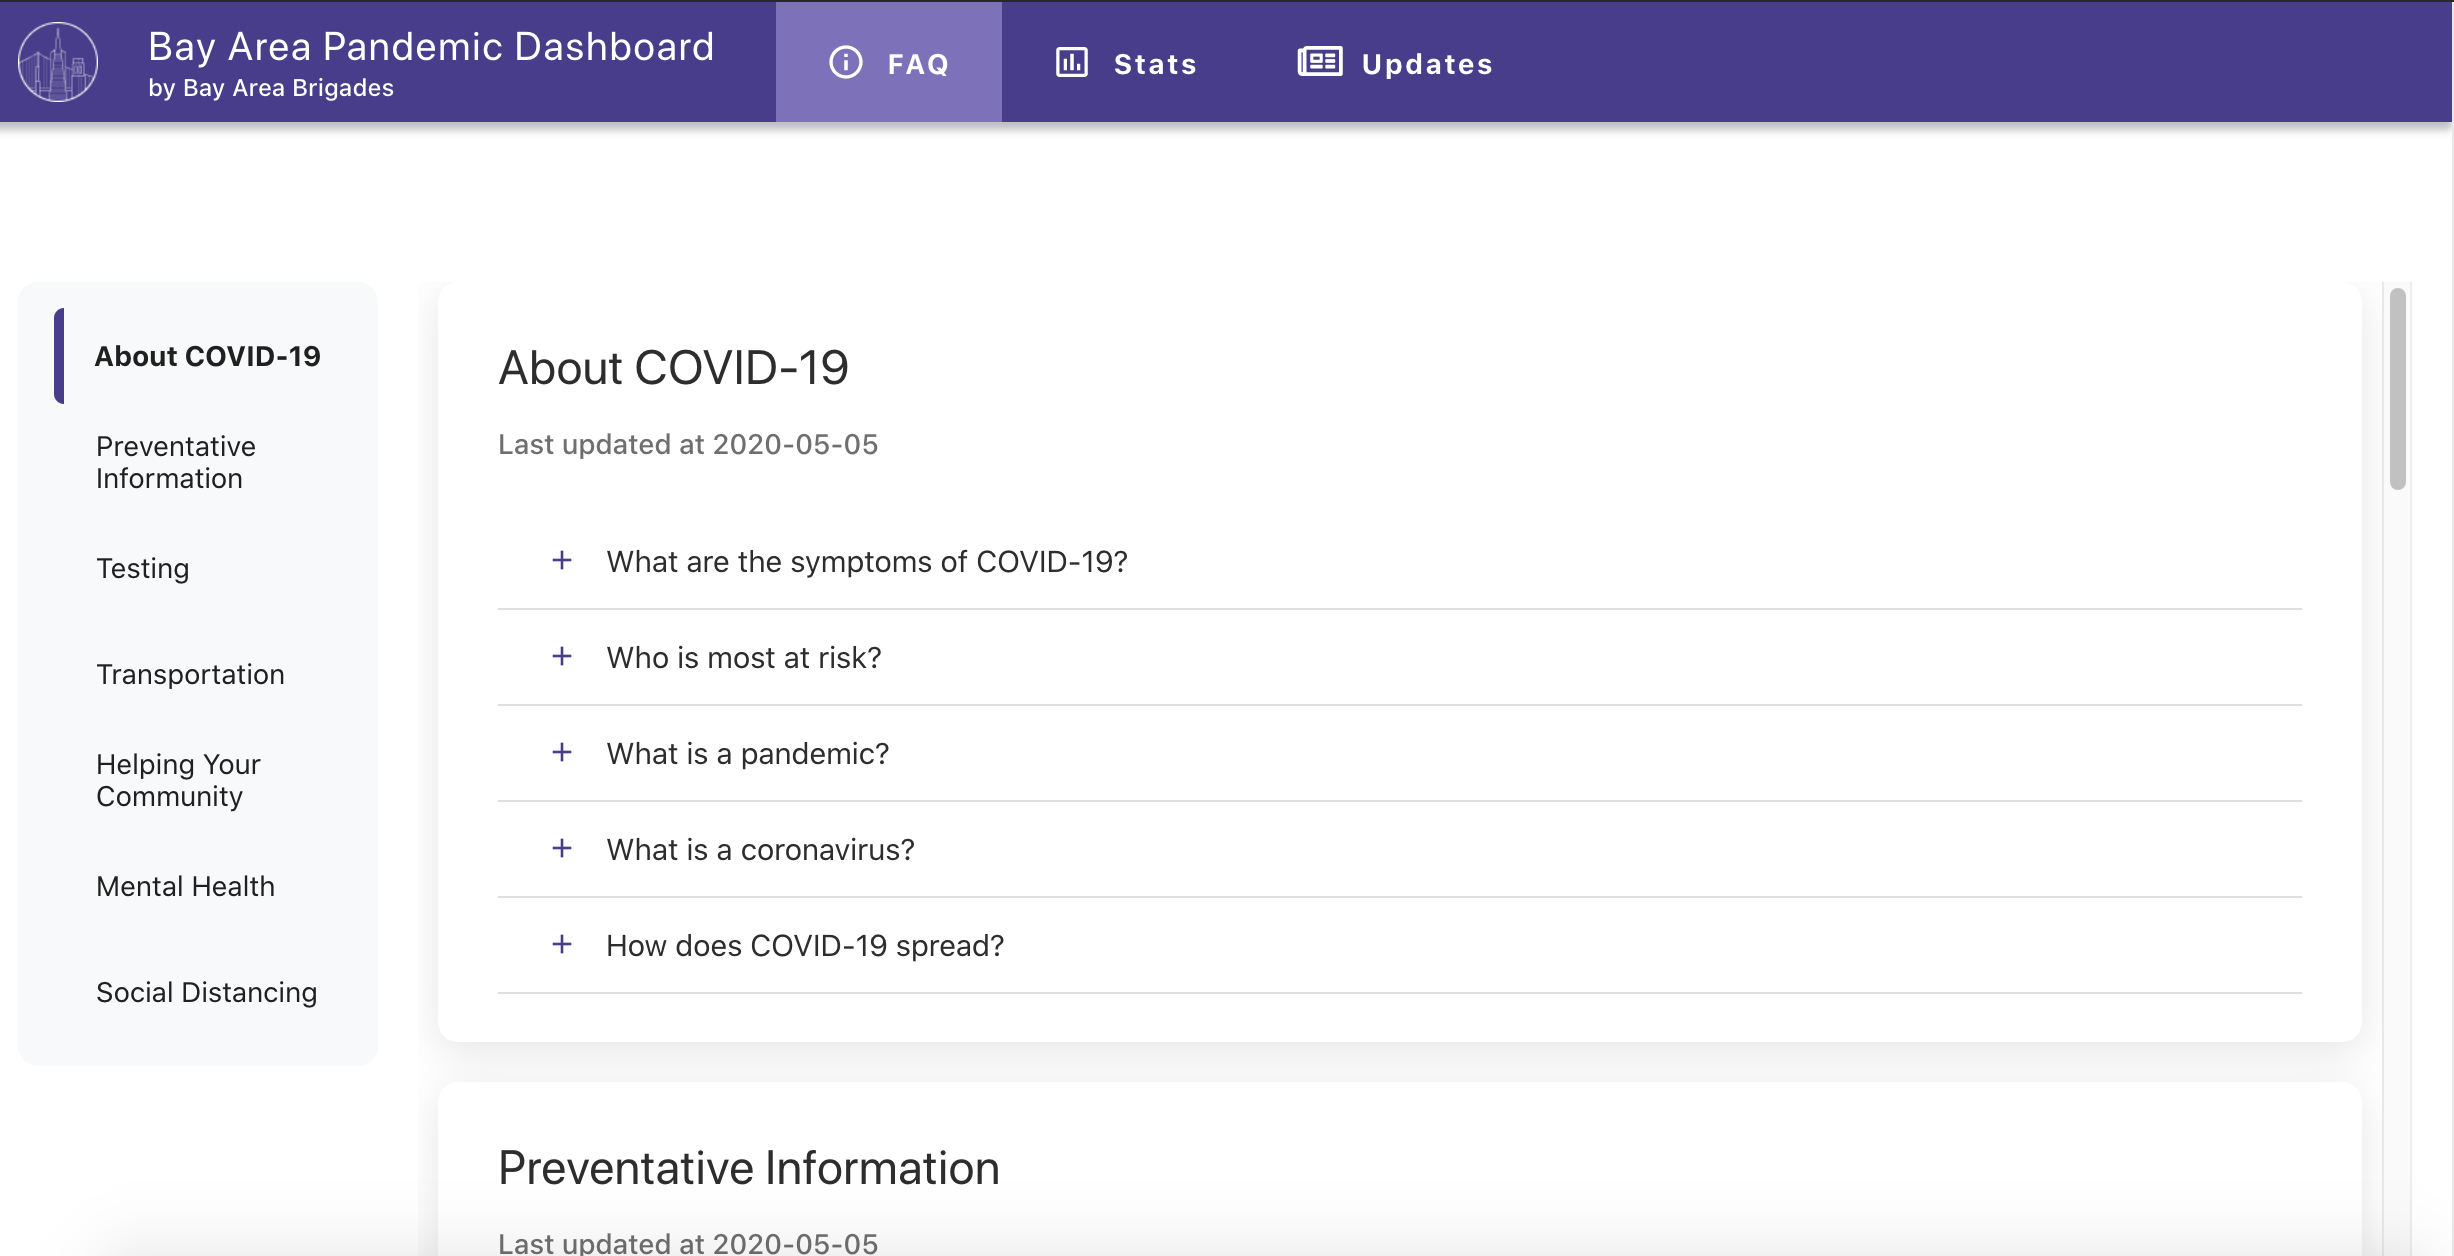 Bay Area Pandemic Dashboard
by Bay Area Brigades
FAQ
Stats
Updates
About COVID-19
Preventative
Information
Testing
Transportation
Helping Your
Community
Mental Health
Social Distancing
About COVID-19
Last updated at 2020-05-05
+ What are the symptoms of COVID-19?
+ Who is most at risk?
+ What is a pandemic?
+ What is a coronavirus?
+ How does COVID-19 spread?
Preventative Information
Last updated at 2020-05-05